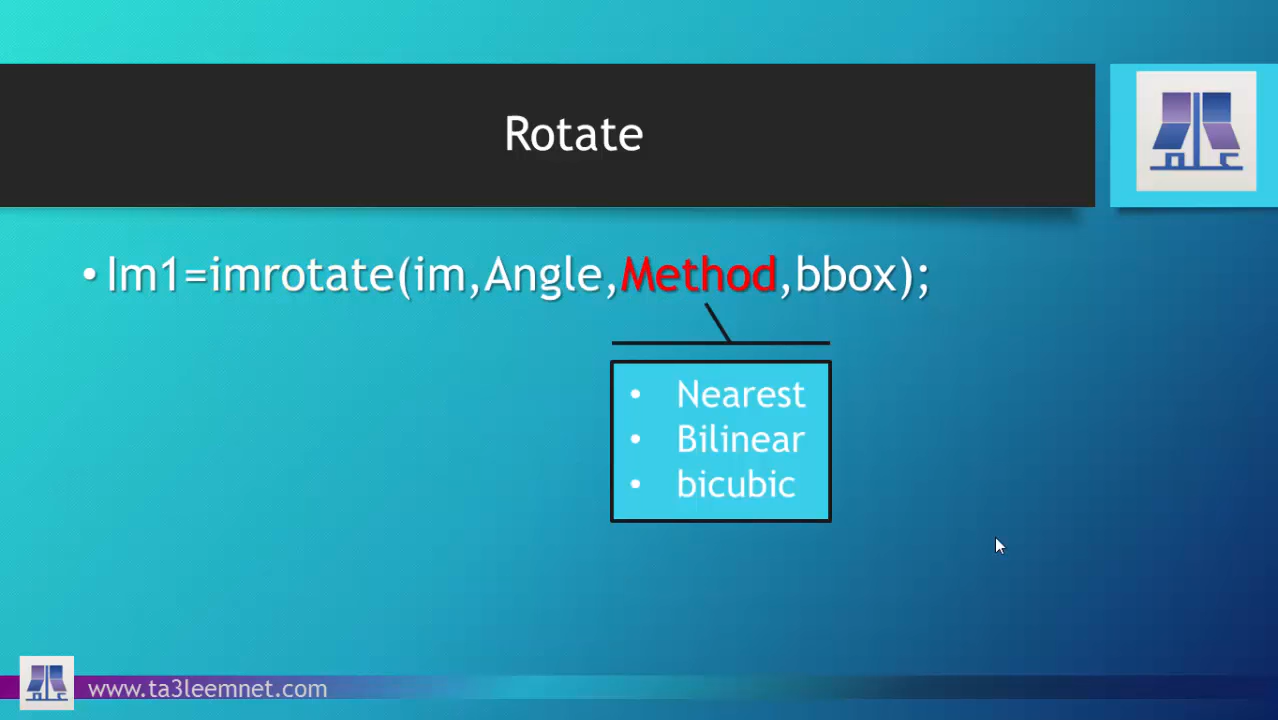 Rotate
• Im1=imrotate(im,Angle,Method,bbox);
• Nearest
• Bilinear
• bicubic
www.ta3leemnet.com